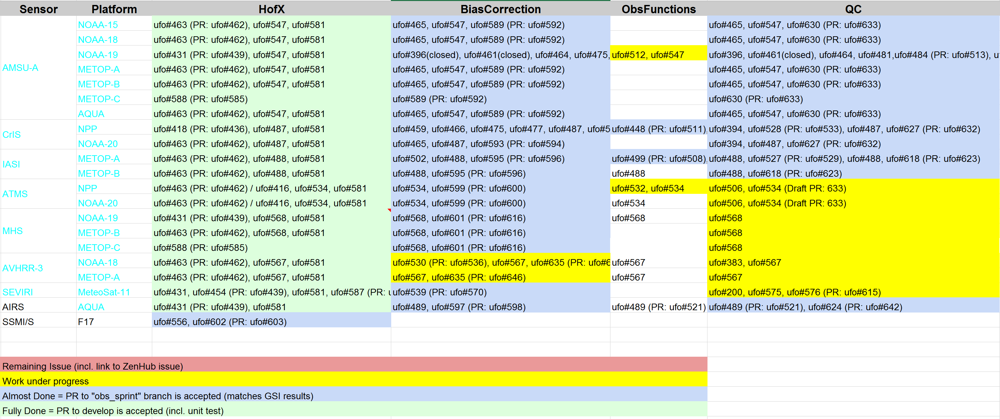 Sensor Platform HofX BiasCorrection ObsFunctions QC
AMSU-A
NOAA-15 ufo#463 (PR: ufo#462), ufo#547, ufo#581 ufo#465, ufo#547, ufo#589 (PR: ufo#592) ufo#465, ufo#547, ufo#630 (PR: ufo#633)
NOAA-18 ufo#463 (PR: ufo#462), ufo#547, ufo#581 ufo#465, ufo#547, ufo#589 (PR: ufo#592) ufo#465, ufo#547, ufo#630 (PR: ufo#633)
NOAA-19 ufo#431 (PR: ufo#439), ufo#547, ufo#581 ufo#396(closed), ufo#461(closed), ufo#464, ufo#475, ufo#512, ufo#547 ufo#396, ufo#461(closed), ufo#464, ufo#481,ufo#484 (PR: ufo#513), u
METOP-A ufo#463 (PR: ufo#462), ufo#547, ufo#581 ufo#465, ufo#547, ufo#589 (PR: ufo#592) ufo#465, ufo#547, ufo#630 (PR: ufo#633)
METOP-B ufo#463 (PR: ufo#462), ufo#547, ufo#581 ufo#465, ufo#547, ufo#589 (PR: ufo#592) ufo#465, ufo#547, ufo#630 (PR: ufo#633)
METOP-C ufo#588 (PR: ufo#585) ufo#589 (PR: ufo#592) ufo#630 (PR: ufo#633)
AQUA ufo#463 (PR: ufo#462), ufo#547, ufo#581 ufo#465, ufo#547, ufo#589 (PR: ufo#592) ufo#465, ufo#547, ufo#630 (PR: ufo#633)
CrIS
NPP ufo#418 (PR: ufo#436), ufo#487, ufo#581 ufo#459, ufo#466, ufo#475, ufo#477, ufo#487, ufo#5 ufo#448 (PR: ufo#511), ufo#394, ufo#528 (PR: ufo#533), ufo#487, ufo#627 (PR: ufo#632)
NOAA-20 ufo#463 (PR: ufo#462), ufo#487, ufo#581 ufo#465, ufo#487, ufo#593 (PR: ufo#594) ufo#394, ufo#487, ufo#627 (PR: ufo#632)
IASI
METOP-A ufo#463 (PR: ufo#462), ufo#488, ufo#581 ufo#502, ufo#488, ufo#595 (PR: ufo#596) ufo#499 (PR: ufo#508), ufo#488, ufo#527 (PR: ufo#529), ufo#488, ufo#618 (PR: ufo#623)
METOP-B ufo#463 (PR: ufo#462), ufo#488, ufo#581 ufo#488, ufo#595 (PR: ufo#596) ufo#488 ufo#488, ufo#618 (PR: ufo#623)
ATMS
NPP ufo#463 (PR: ufo#462) / ufo#416, ufo#534, ufo#581 ufo#534, ufo#599 (PR: ufo#600) ufo#532, ufo#534 ufo#506, ufo#534 (Draft PR: 633)
NOAA-20 ufo#463 (PR: ufo#462) / ufo#416, ufo#534, ufo#581 ufo#534, ufo#599 (PR: ufo#600) ufo#534 ufo#506, ufo#534 (Draft PR: 633)
MHS
NOAA-19 ufo#431 (PR: ufo#439), ufo#568, ufo#581 ufo#568, ufo#601 (PR: ufo#616) ufo#568 ufo#568
METOP-B ufo#463 (PR: ufo#462), ufo#568, ufo#581 ufo#568, ufo#601 (PR: ufo#616) ufo#568
METOP-C ufo#588 (PR: ufo#585) ufo#568, ufo#601 (PR: ufo#616) ufo#568
AVHRR-3
NOAA-18 ufo#463 (PR: ufo#462), ufo#567, ufo#581 ufo#530 (PR: ufo#536), ufo#567, ufo#635 (PR: ufo#6 ufo#567 ufo#383, ufo#567
METOP-A ufo#463 (PR: ufo#462), ufo#567, ufo#581 ufo#567, ufo#635 (PR: ufo#646) ufo#567 ufo#567
SEVIRI MeteoSat-11 ufo#431, ufo#454 (PR: ufo#439), ufo#581, ufo#587 (PR: u ufo#539 (PR: ufo#570) ufo#200, ufo#575, ufo#576 (PR: ufo#615)
AIRS AQUA ufo#431 (PR: ufo#439), ufo#581 ufo#489, ufo#597 (PR: ufo#598) ufo#489 (PR: ufo#521) ufo#489 (PR: ufo#521), ufo#624 (PR: ufo#642)
SSMI/S F17 ufo#556, ufo#602 (PR: ufo#603)
Remaining Issue (incl. link to ZenHub issue)
Work under progress
Almost Done = PR to "obs_sprint" branch is accepted (matches GSI results)
Fully Done = PR to develop is accepted (incl. unit test)